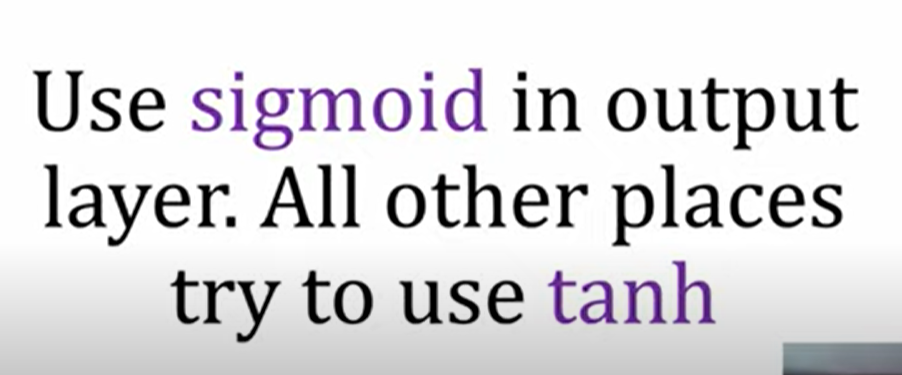 Use sigmoid in output
layer. All other places
try to use tanh